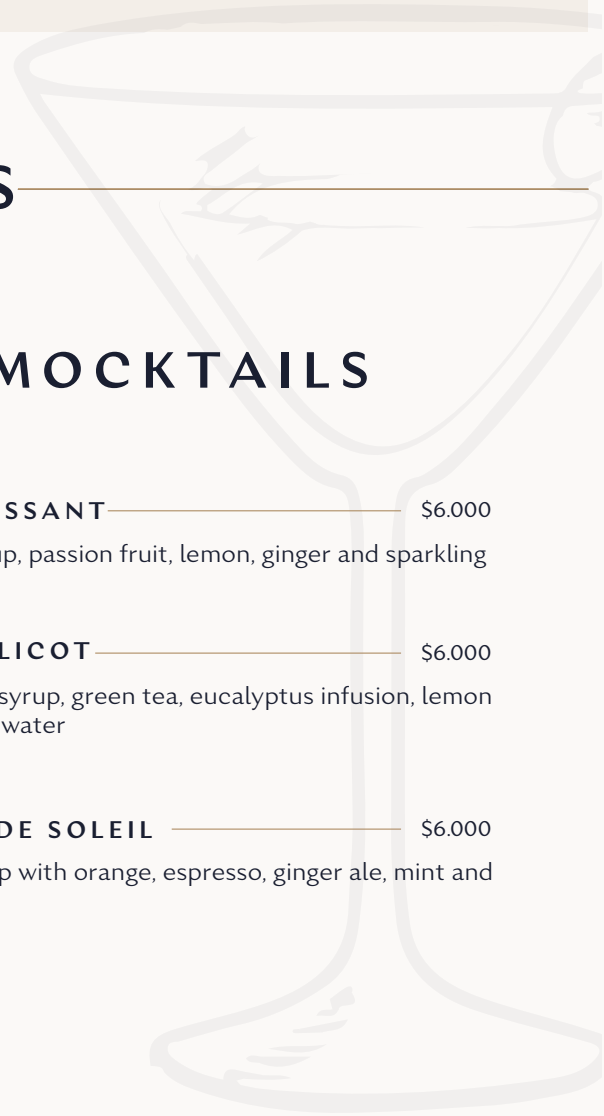 S
MOCKTAILS
SSANT $6.000
up, passion fruit, lemon, ginger and sparkling
LICOT $6.000
syrup, green tea, eucalyptus infusion, lemon
water
DE SOLEIL $6.000
p with orange, espresso, ginger ale, mint and